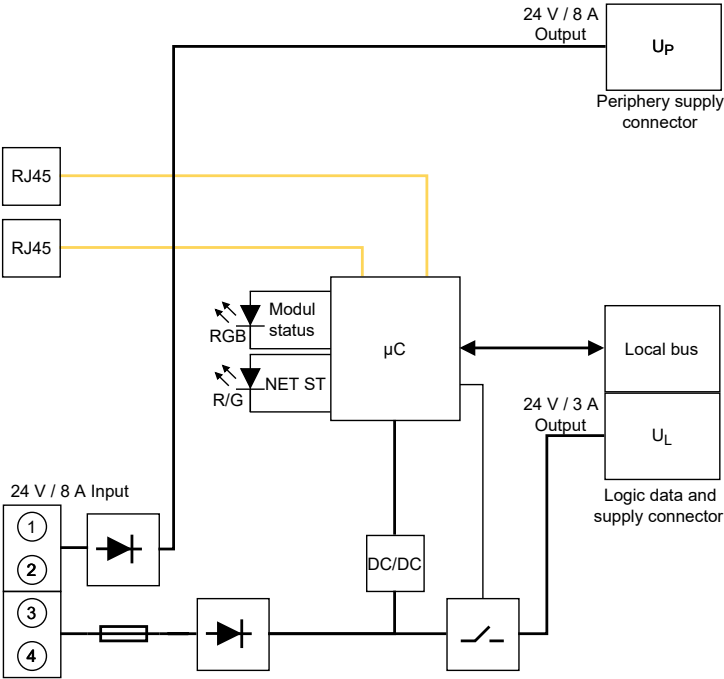 24 V / 8 A
Output
UP
Periphery supply
connector
RJ45
RJ45
Modul
status
RGB
µC
Local bus
NET ST
R/G
24 V / 3 A
Output
UL
Logic data and
supply connector
24 V / 8 A Input
1
2
DC/DC
3
4